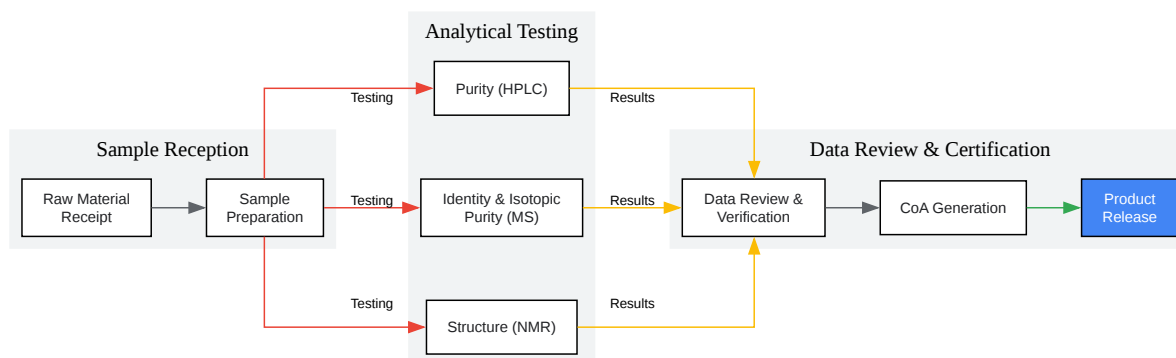 Analytical Testing
Testing
Purity (HPLC)
Results
Sample Reception
Data Review & Certification
Raw Material
Receipt
Sample
Preparation
Testing
Identity & Isotopic
Purity (MS)
Results
Data Review &
Verification
CoA Generation
Product
Release
Testing
Structure (NMR)
Results